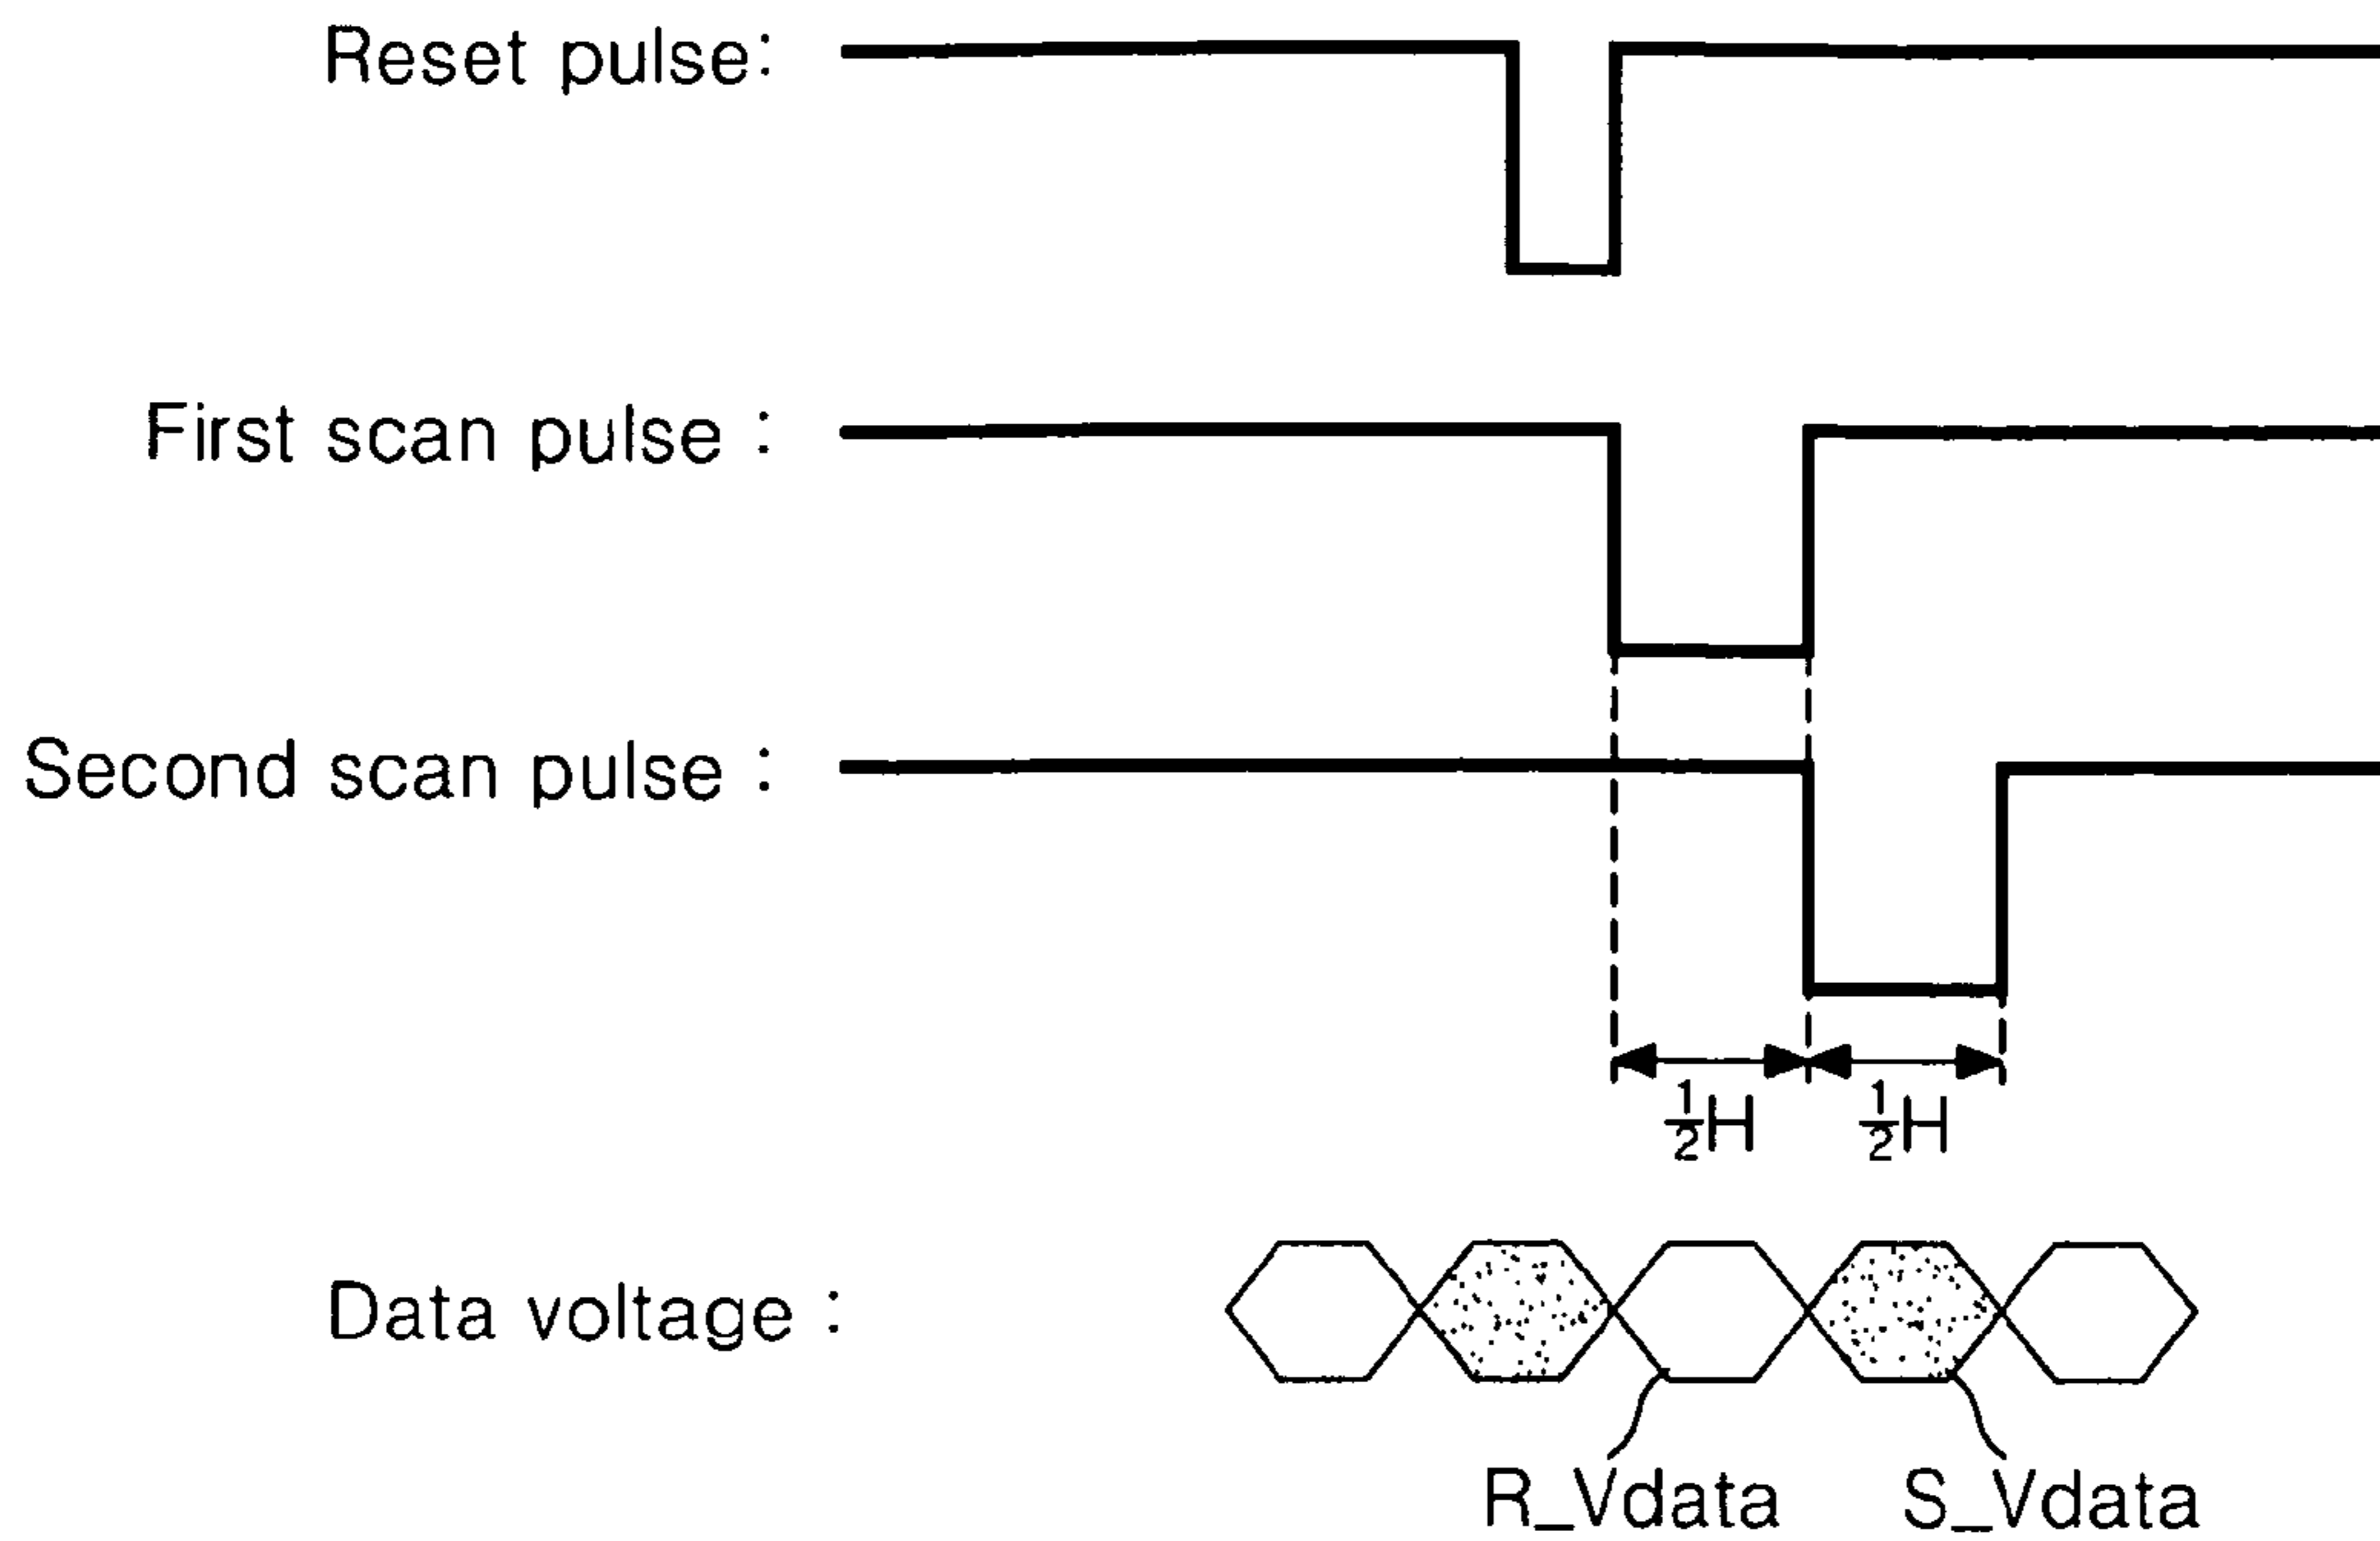 Reset pulse:
First scan pulse :
Second scan pulse :
½H ½H
Data voltage :
R_Vdata S_Vdata